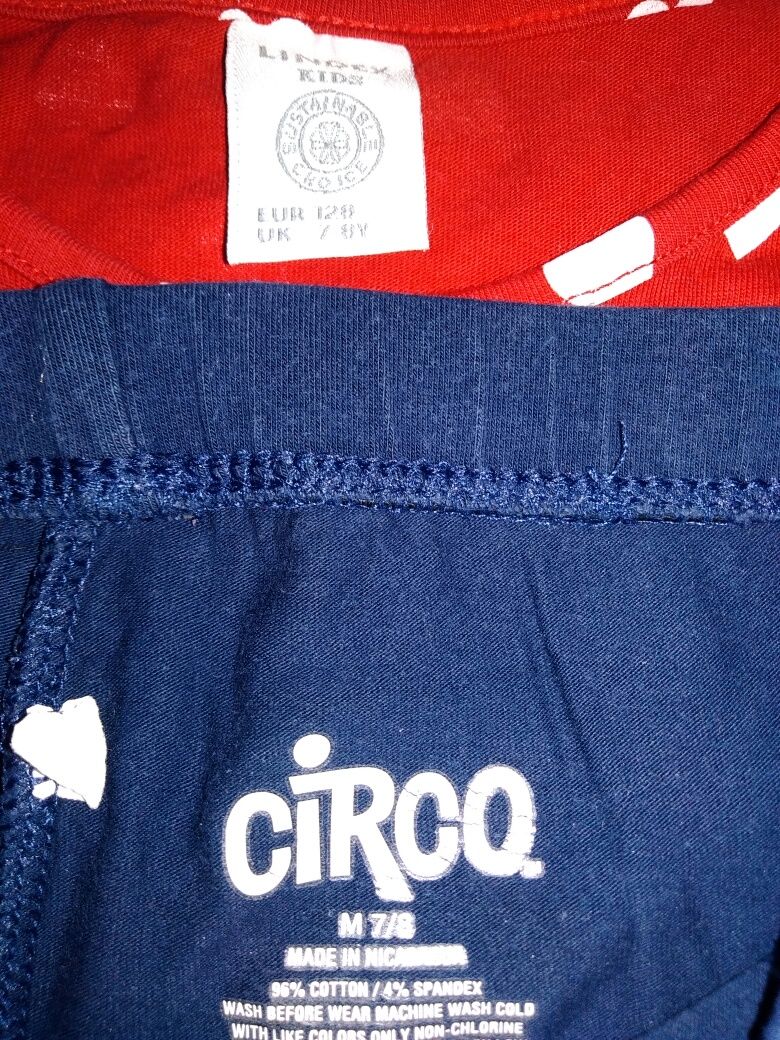 LINDEX
KIDS
SUSTAINABLE CHOICE
EUR 128
UK 7 8Y
CiRCO
M 7/8
MADE IN NICARAGUA
96% COTTON / 4% SPANDEX
WASH BEFORE WEAR MACHINE WASH COLD
WITH LIKE COLORS ONLY NON-CHLORINE